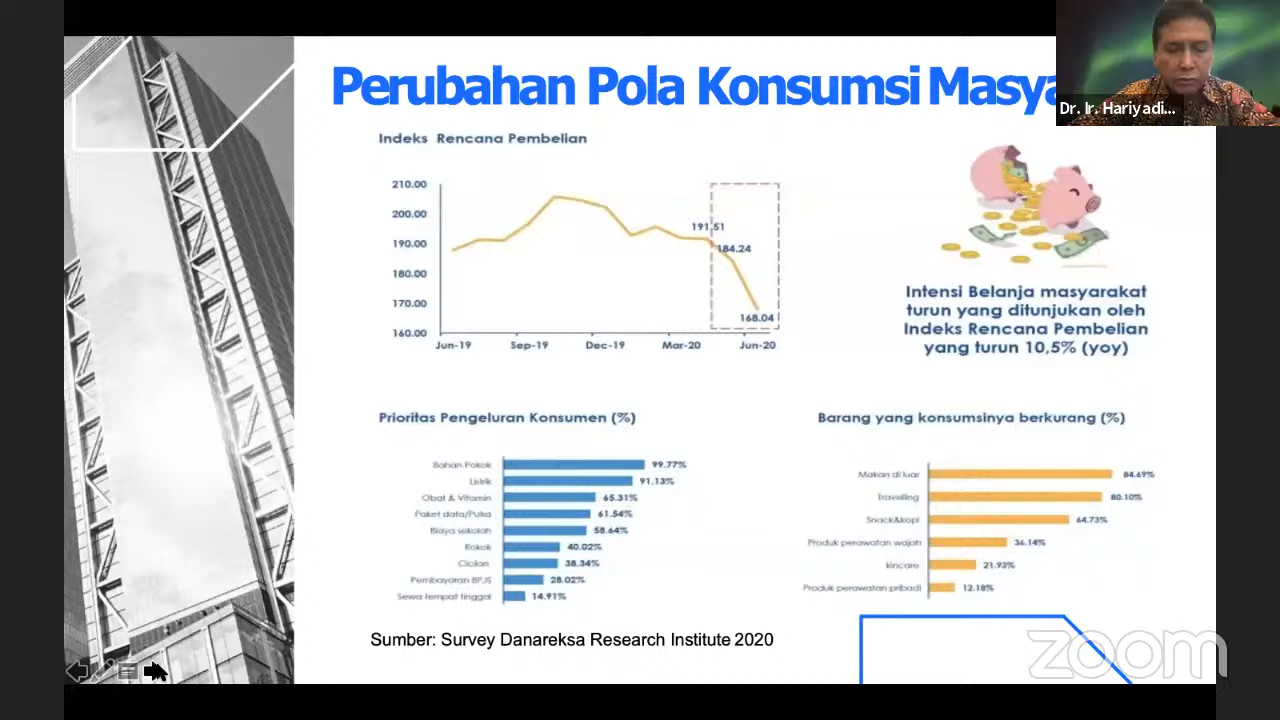 Perubahan Pola Konsumsi Masya
Dr. Ir. Hariyadi...
Indeks Rencana Pembelian
210.00
200.00
190.00
180.00
170.00
160.00
191.51
184.24
168.04
Jun-19 Sep-19 Dec-19 Mar-20 Jun-20
Intensi Belanja masyarakat
turun yang ditunjukan oleh
Indeks Rencana Pembelian
yang turun 10,5% (yoy)
Prioritas Pengeluran Konsumen (%)
Bahan Pokok 99.77%
Listrik 91.13%
Obat & Vitamin 65.31%
Paket data/Pulsa 61.54%
Biaya sekolah 58.64%
Rokok 40.02%
Cicilan 38.34%
Pembayaran BPJS 28.02%
Sewa tempat tinggal 14.91%
Barang yang konsumsinya berkurang (%)
Makan di luar 84.69%
Travelling 80.10%
Snack&kopi 64.73%
Produk perawatan wajah 36.14%
kincare 21.93%
Produk perawatan pribadi 12.18%
Sumber: Survey Danareksa Research Institute 2020
zoom